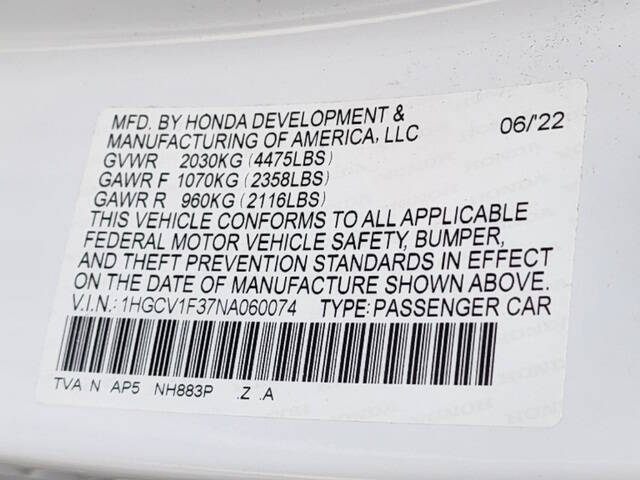 MFD. BY HONDA DEVELOPMENT & MANUFACTURING OF AMERICA, LLC 06/'22
GVWR 2030KG (4475LBS)
GAWR F 1070KG (2358LBS)
GAWR R 960KG (2116LBS)
THIS VEHICLE CONFORMS TO ALL APPLICABLE
FEDERAL MOTOR VEHICLE SAFETY, BUMPER,
AND THEFT PREVENTION STANDARDS IN EFFECT
ON THE DATE OF MANUFACTURE SHOWN ABOVE.
V.I.N.: 1HGCV1F37NA060074 TYPE: PASSENGER CAR
TVA N AP5 NH883P .Z .A